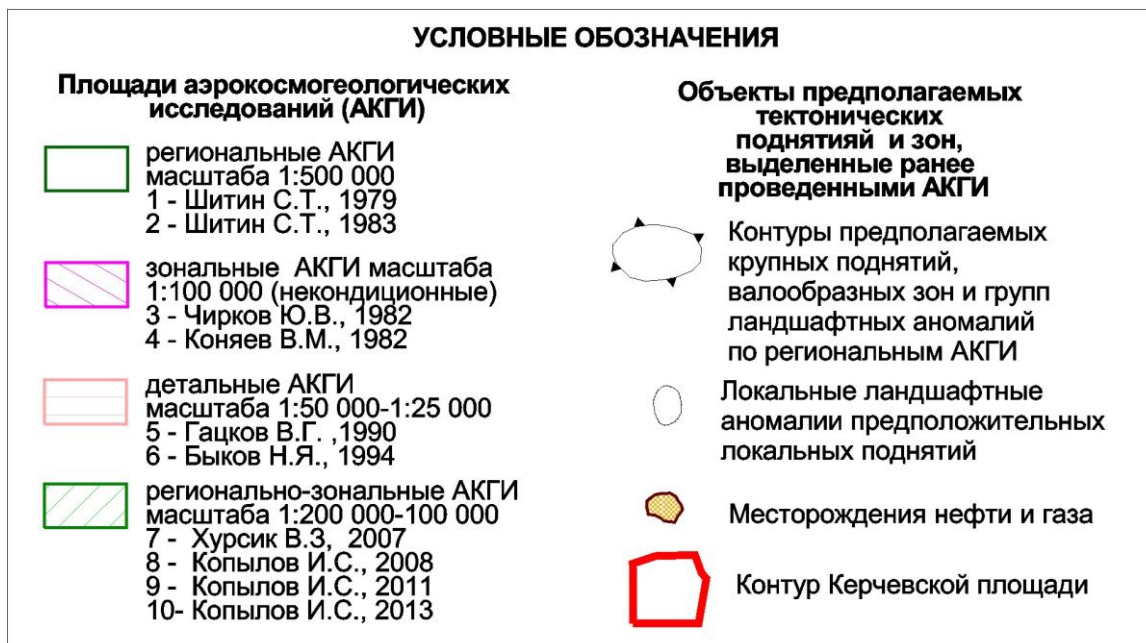 УСЛОВНЫЕ ОБОЗНАЧЕНИЯ
Площади аэрокосмогеологических
исследований (АКГИ)
региональные АКГИ
масштаба 1:500 000
1 - Шитин С.Т., 1979
2 - Шитин С.Т., 1983
зональные АКГИ масштаба
1:100 000 (некондиционные)
3 - Чирков Ю.В., 1982
4 - Коняев В.М., 1982
детальные АКГИ
масштаба 1:50 000-1:25 000
5 - Гацков В.Г. ,1990
6 - Быков Н.Я., 1994
регионально-зональные АКГИ
масштаба 1:200 000-100 000
7 - Хурсик В.З, 2007
8 - Копылов И.С., 2008
9 - Копылов И.С., 2011
10- Копылов И.С., 2013
Объекты предполагаемых
тектонических
поднятияй и зон,
выделенные ранее
проведенными АКГИ
Контуры предполагаемых
крупных поднятий,
валообразных зон и групп
ландшафтных аномалий
по региональным АКГИ
Локальные ландшафтные
аномалии предположительных
локальных поднятий
Месторождения нефти и газа
Контур Керчевской площади